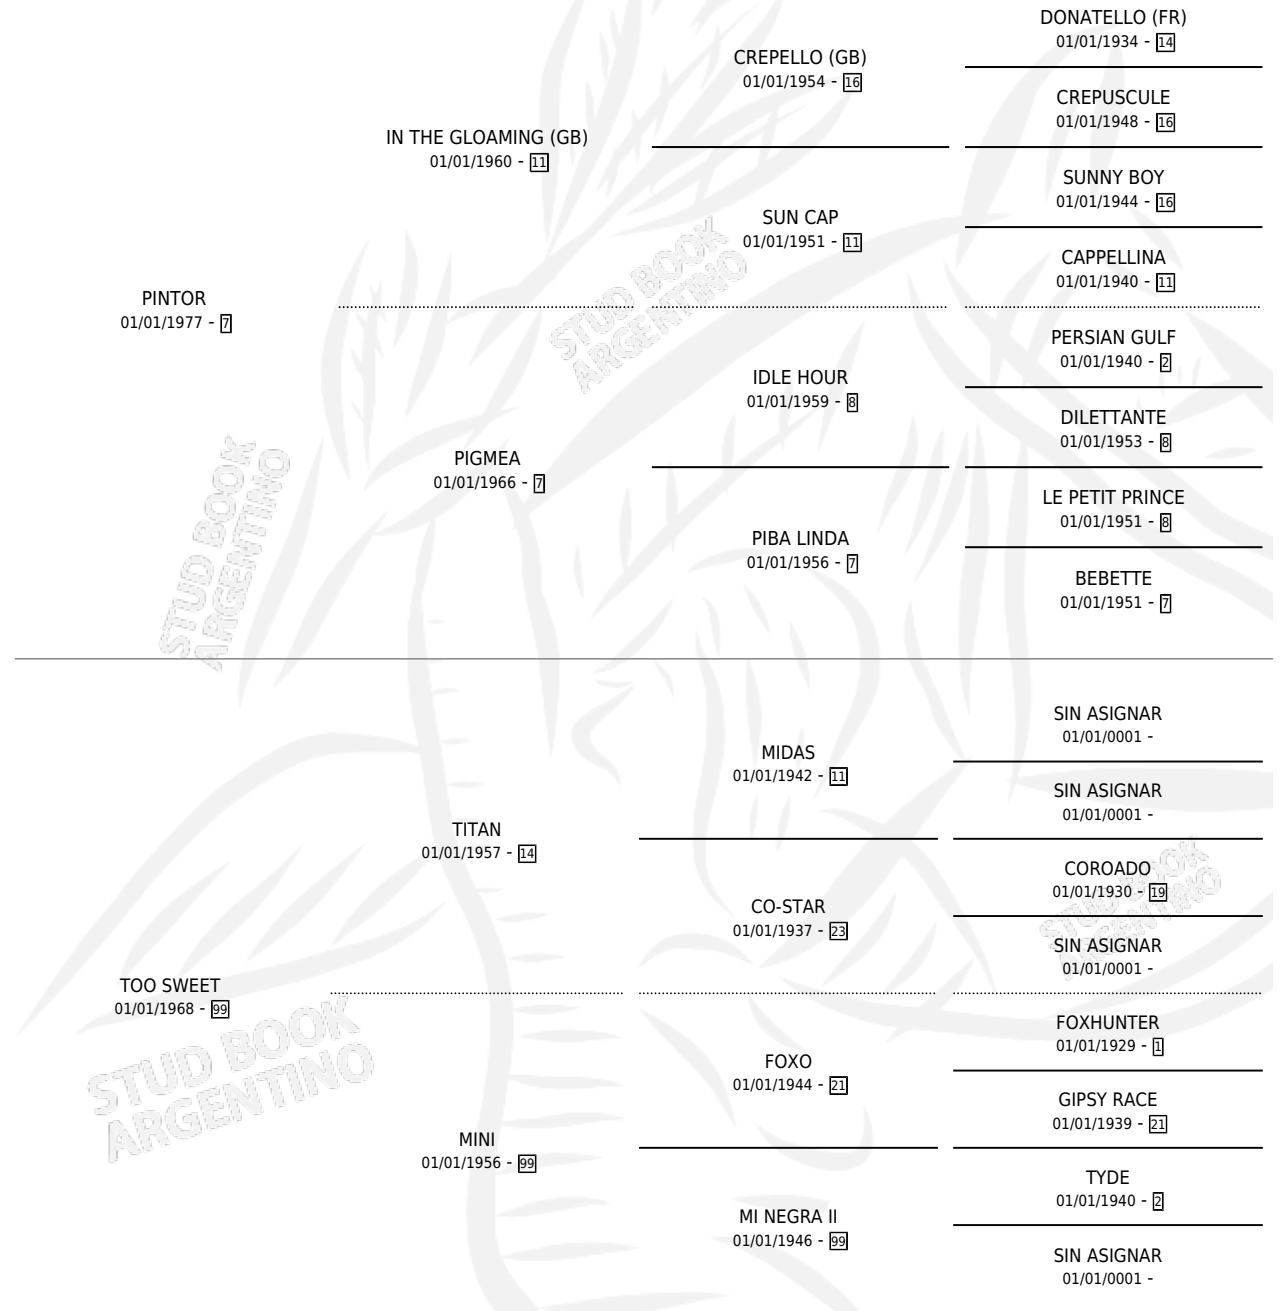 DONATELLO (FR)
01/01/1934 - 14
CREPELLO (GB)
01/01/1954 - 16
CREPUSCULE
01/01/1948 - 16
IN THE GLOAMING (GB)
01/01/1960 - 11
SUNNY BOY
01/01/1944 - 16
SUN CAP
01/01/1951 - 11
CAPPELLINA
01/01/1940 - 11
PINTOR
01/01/1977 - 7
PERSIAN GULF
01/01/1940 - 2
IDLE HOUR
01/01/1959 - 8
DILETTANTE
01/01/1953 - 8
PIGMEA
01/01/1966 - 7
LE PETIT PRINCE
01/01/1951 - 8
PIBA LINDA
01/01/1956 - 7
BEBETTE
01/01/1951 - 7
SIN ASIGNAR
01/01/0001 -
MIDAS
01/01/1942 - 11
SIN ASIGNAR
01/01/0001 -
TITAN
01/01/1957 - 14
COROADO
01/01/1930 - 19
CO-STAR
01/01/1937 - 23
SIN ASIGNAR
01/01/0001 -
TOO SWEET
01/01/1968 - 99
FOXHUNTER
01/01/1929 - 1
FOXO
01/01/1944 - 21
GIPSY RACE
01/01/1939 - 21
MINI
01/01/1956 - 99
TYDE
01/01/1940 - 2
MI NEGRA II
01/01/1946 - 99
SIN ASIGNAR
01/01/0001 -
STUD BOOK
ARGENTINO
STUD BOOK
ARGENTINO
STUD BOOK
ARGENTINO
STUD BOOK
ARGENTINO